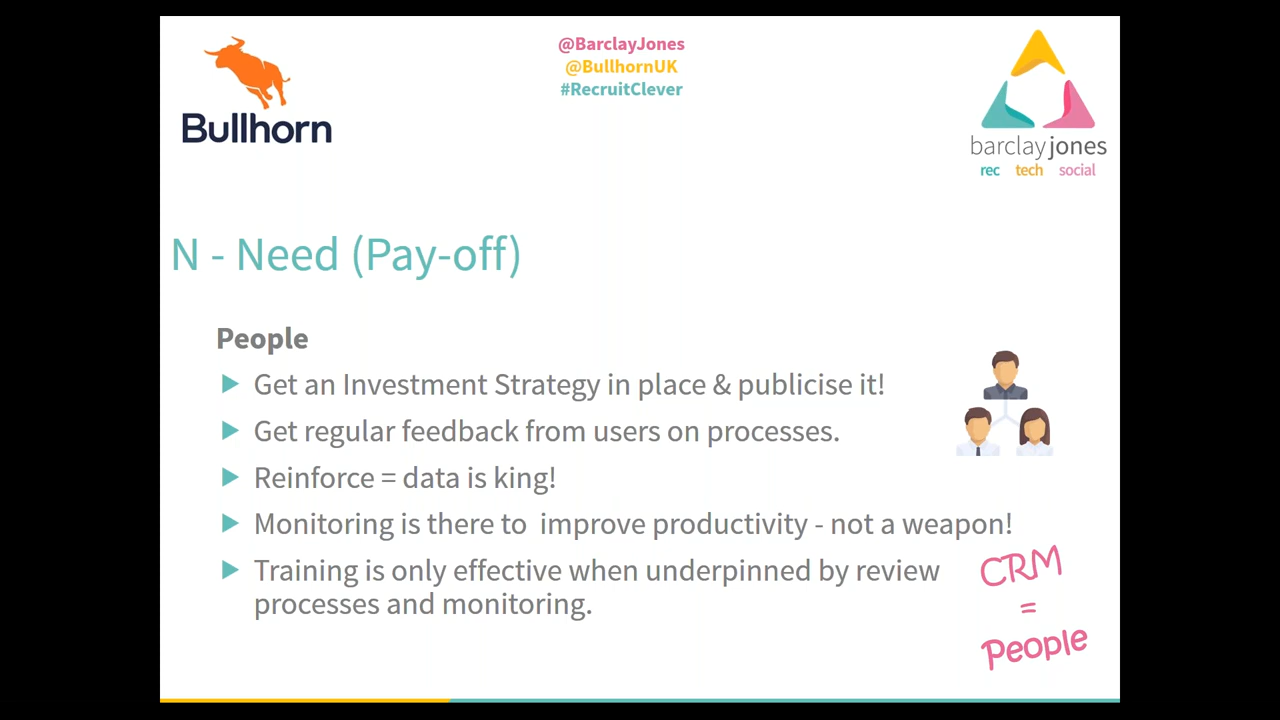 Bullhorn
@BarclayJones
@BullhornUK
#RecruitClever
barclayjones
rec tech social
N - Need (Pay-off)
People
Get an Investment Strategy in place & publicise it!
Get regular feedback from users on processes.
Reinforce = data is king!
Monitoring is there to  improve productivity - not a weapon!
Training is only effective when underpinned by review
processes and monitoring.
CRM
=
People